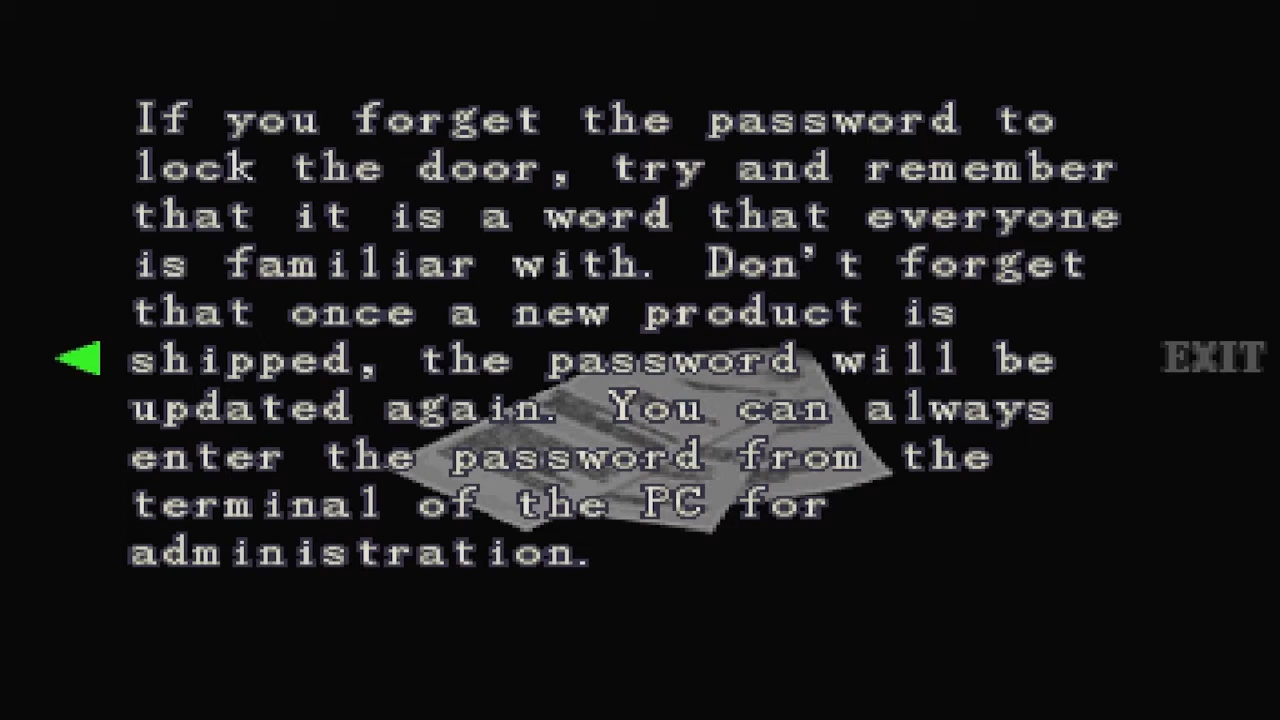 If you forget the password to
lock the door, try and remember
that it is a word that everyone
is familiar with. Don't forget
that once a new product is
shipped, the password will be
updated again. You can always
enter the password from the
terminal of the PC for
administration.
EXIT